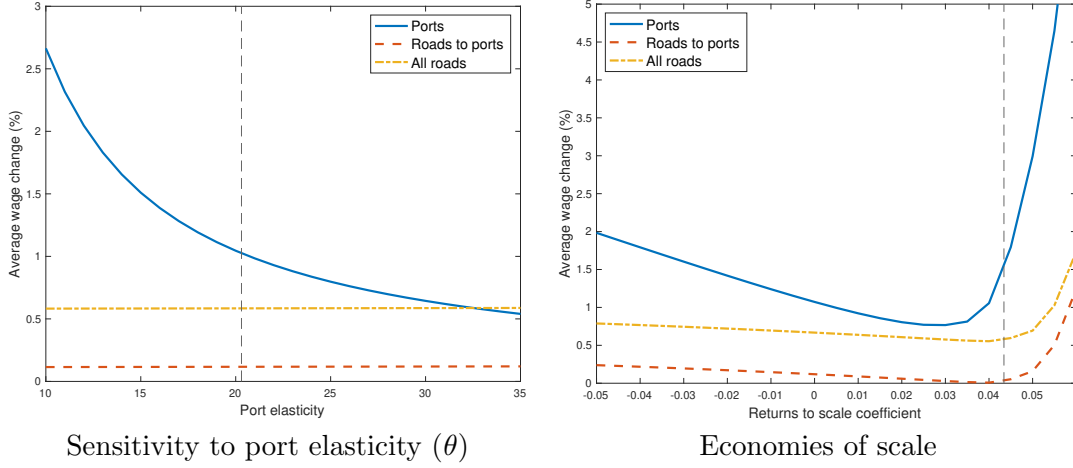 Average wage change (%)
3
2.5
2
1.5
1
0.5
0
10
15
20
25
30
35
Port elasticity
Ports
Roads to ports
All roads
Sensitivity to port elasticity (θ)
Average wage change (%)
5
4.5
4
3.5
3
2.5
2
1.5
1
0.5
0
-0.05
-0.04
-0.03
-0.02
-0.01
0
0.01
0.02
0.03
0.04
0.05
Returns to scale coefficient
Ports
Roads to ports
All roads
Economies of scale